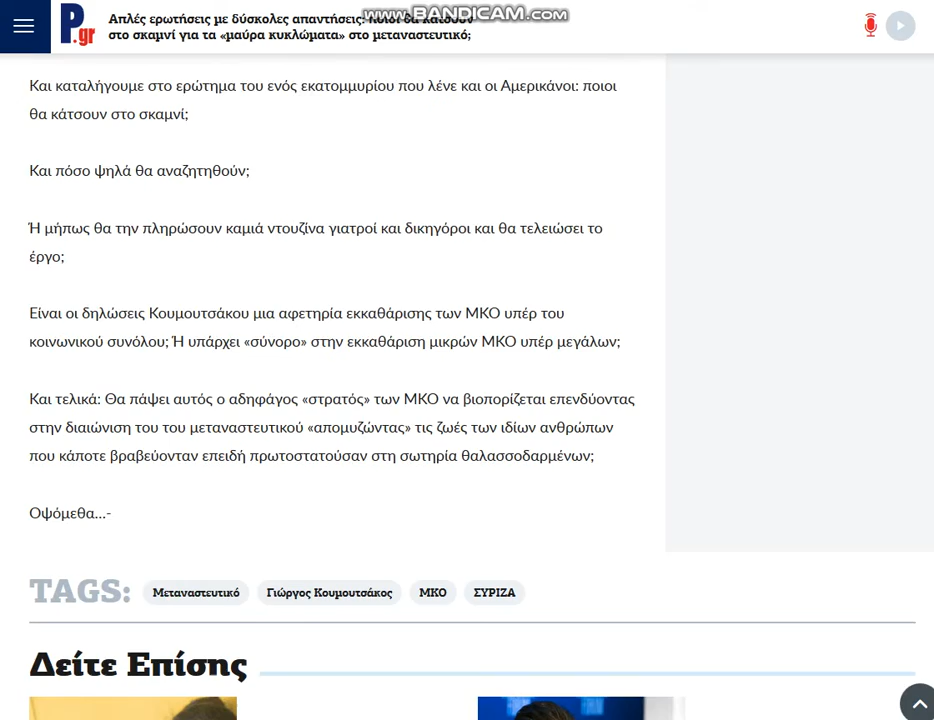 www.BANDICAM.com
P.gr
Απλές ερωτήσεις με δύσκολες απαντήσεις: ποιοι θα κάτσουν
στο σκαμνί για τα «μαύρα κυκλώματα» στο μεταναστευτικό;
Και καταλήγουμε στο ερώτημα του ενός εκατομμυρίου που λένε και οι Αμερικάνοι: ποιοι
θα κάτσουν στο σκαμνί;
Και πόσο ψηλά θα αναζητηθούν;
Ή μήπως θα την πληρώσουν καμιά ντουζίνα γιατροί και δικηγόροι και θα τελειώσει το
έργο;
Είναι οι δηλώσεις Κουμουτσάκου μια αφετηρία εκκαθάρισης των ΜΚΟ υπέρ του
κοινωνικού συνόλου; Ή υπάρχει «σύνορο» στην εκκαθάριση μικρών ΜΚΟ υπέρ μεγάλων;
Και τελικά: Θα πάψει αυτός ο αδηφάγος «στρατός» των ΜΚΟ να βιοπορίζεται επενδύοντας
στην διαιώνιση του του μεταναστευτικού «απομυζώντας» τις ζωές των ιδίων ανθρώπων
που κάποτε βραβεύονταν επειδή πρωτοστατούσαν στη σωτηρία θαλασσοδαρμένων;
Οψόμεθα...-
TAGS: Μεταναστευτικό Γιώργος Κουμουτσάκος ΜΚΟ ΣΥΡΙΖΑ
Δείτε Επίσης